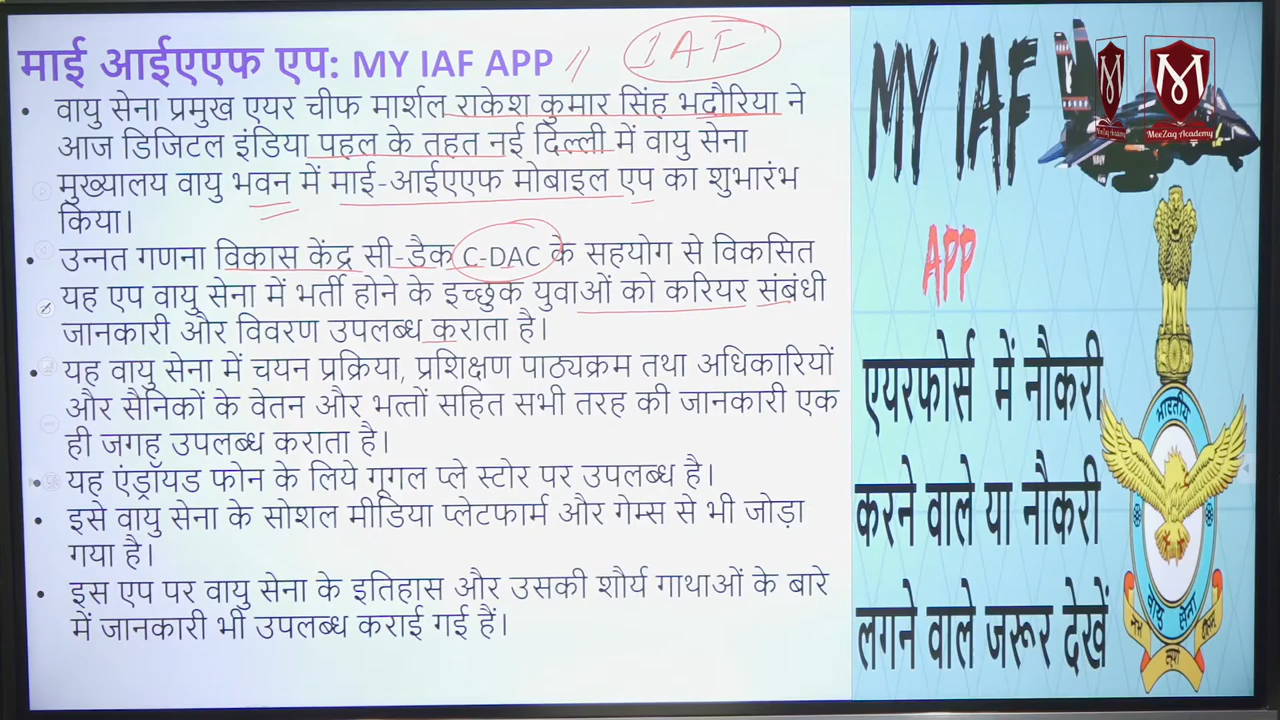 माई आईएएफ एप: MY IAF APP
IAF
वायु सेना प्रमुख एयर चीफ मार्शल राकेश कुमार सिंह भदौरिया ने
आज डिजिटल इंडिया पहल के तहत नई दिल्ली में वायु सेना
मुख्यालय वायु भवन में माई-आईएएफ मोबाइल एप का शुभारंभ
किया।
उन्नत गणना विकास केंद्र सी-डैक C-DAC के सहयोग से विकसित
यह एप वायु सेना में भर्ती होने के इच्छुक युवाओं को करियर संबंधी
जानकारी और विवरण उपलब्ध कराता है।
यह वायु सेना में चयन प्रक्रिया, प्रशिक्षण पाठ्यक्रम तथा अधिकारियों
और सैनिकों के वेतन और भत्तों सहित सभी तरह की जानकारी एक
ही जगह उपलब्ध कराता है।
यह एंड्रॉयड फोन के लिये गूगल प्ले स्टोर पर उपलब्ध है।
इसे वायु सेना के सोशल मीडिया प्लेटफार्म और गेम्स से भी जोड़ा
गया है।
इस एप पर वायु सेना के इतिहास और उसकी शौर्य गाथाओं के बारे
में जानकारी भी उपलब्ध कराई गई हैं।
MY IAF
MeeZaq Academy
MeeZaq Academy
APP
एयरफोर्स में नौकरी
करने वाले या नौकरी
लगने वाले जरूर देखें
भारतीय
वायु सेना